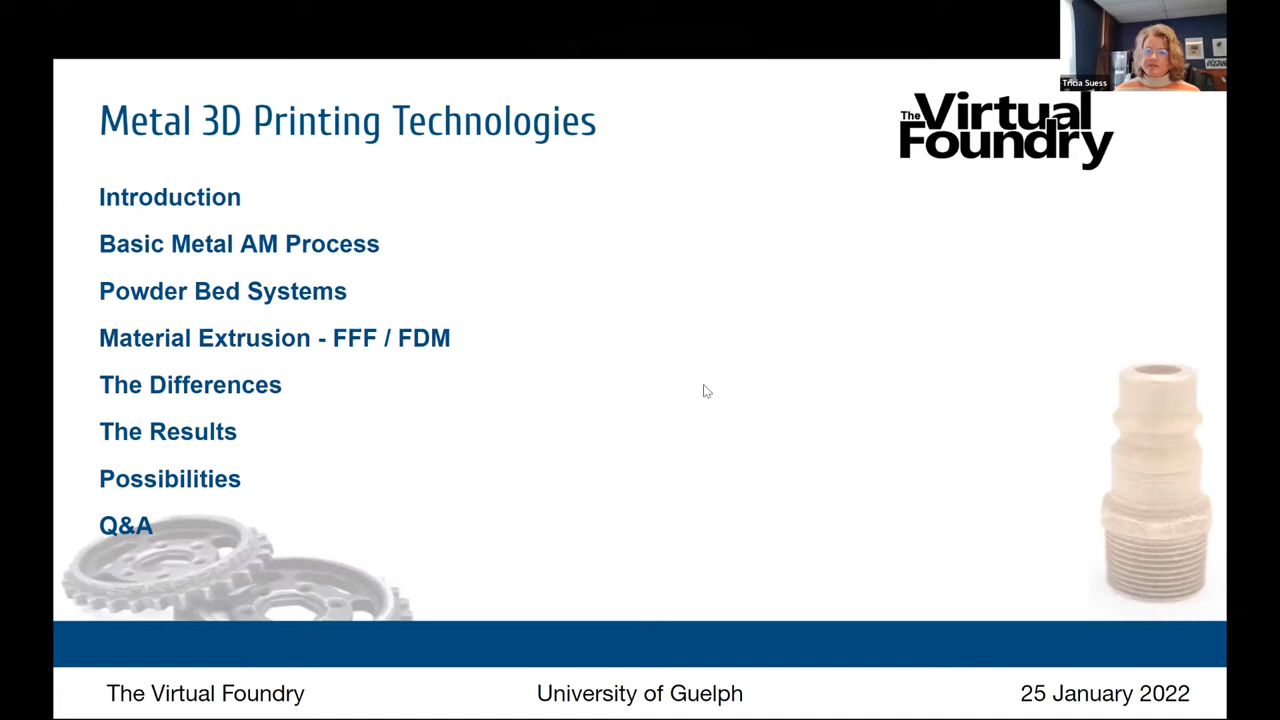 Tricia Suess
Metal 3D Printing Technologies
The Virtual
Foundry
Introduction
Basic Metal AM Process
Powder Bed Systems
Material Extrusion - FFF / FDM
The Differences
The Results
Possibilities
Q&A
The Virtual Foundry
University of Guelph
25 January 2022